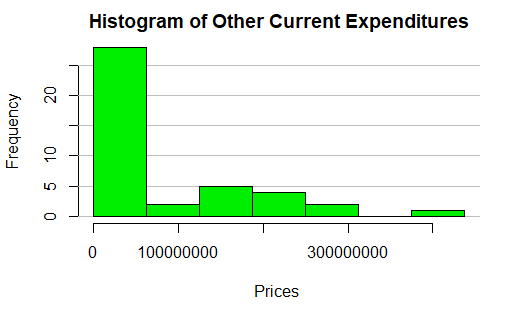 Histogram of Other Current Expenditures
Frequency
20
10
5
0
0 100000000 300000000
Prices